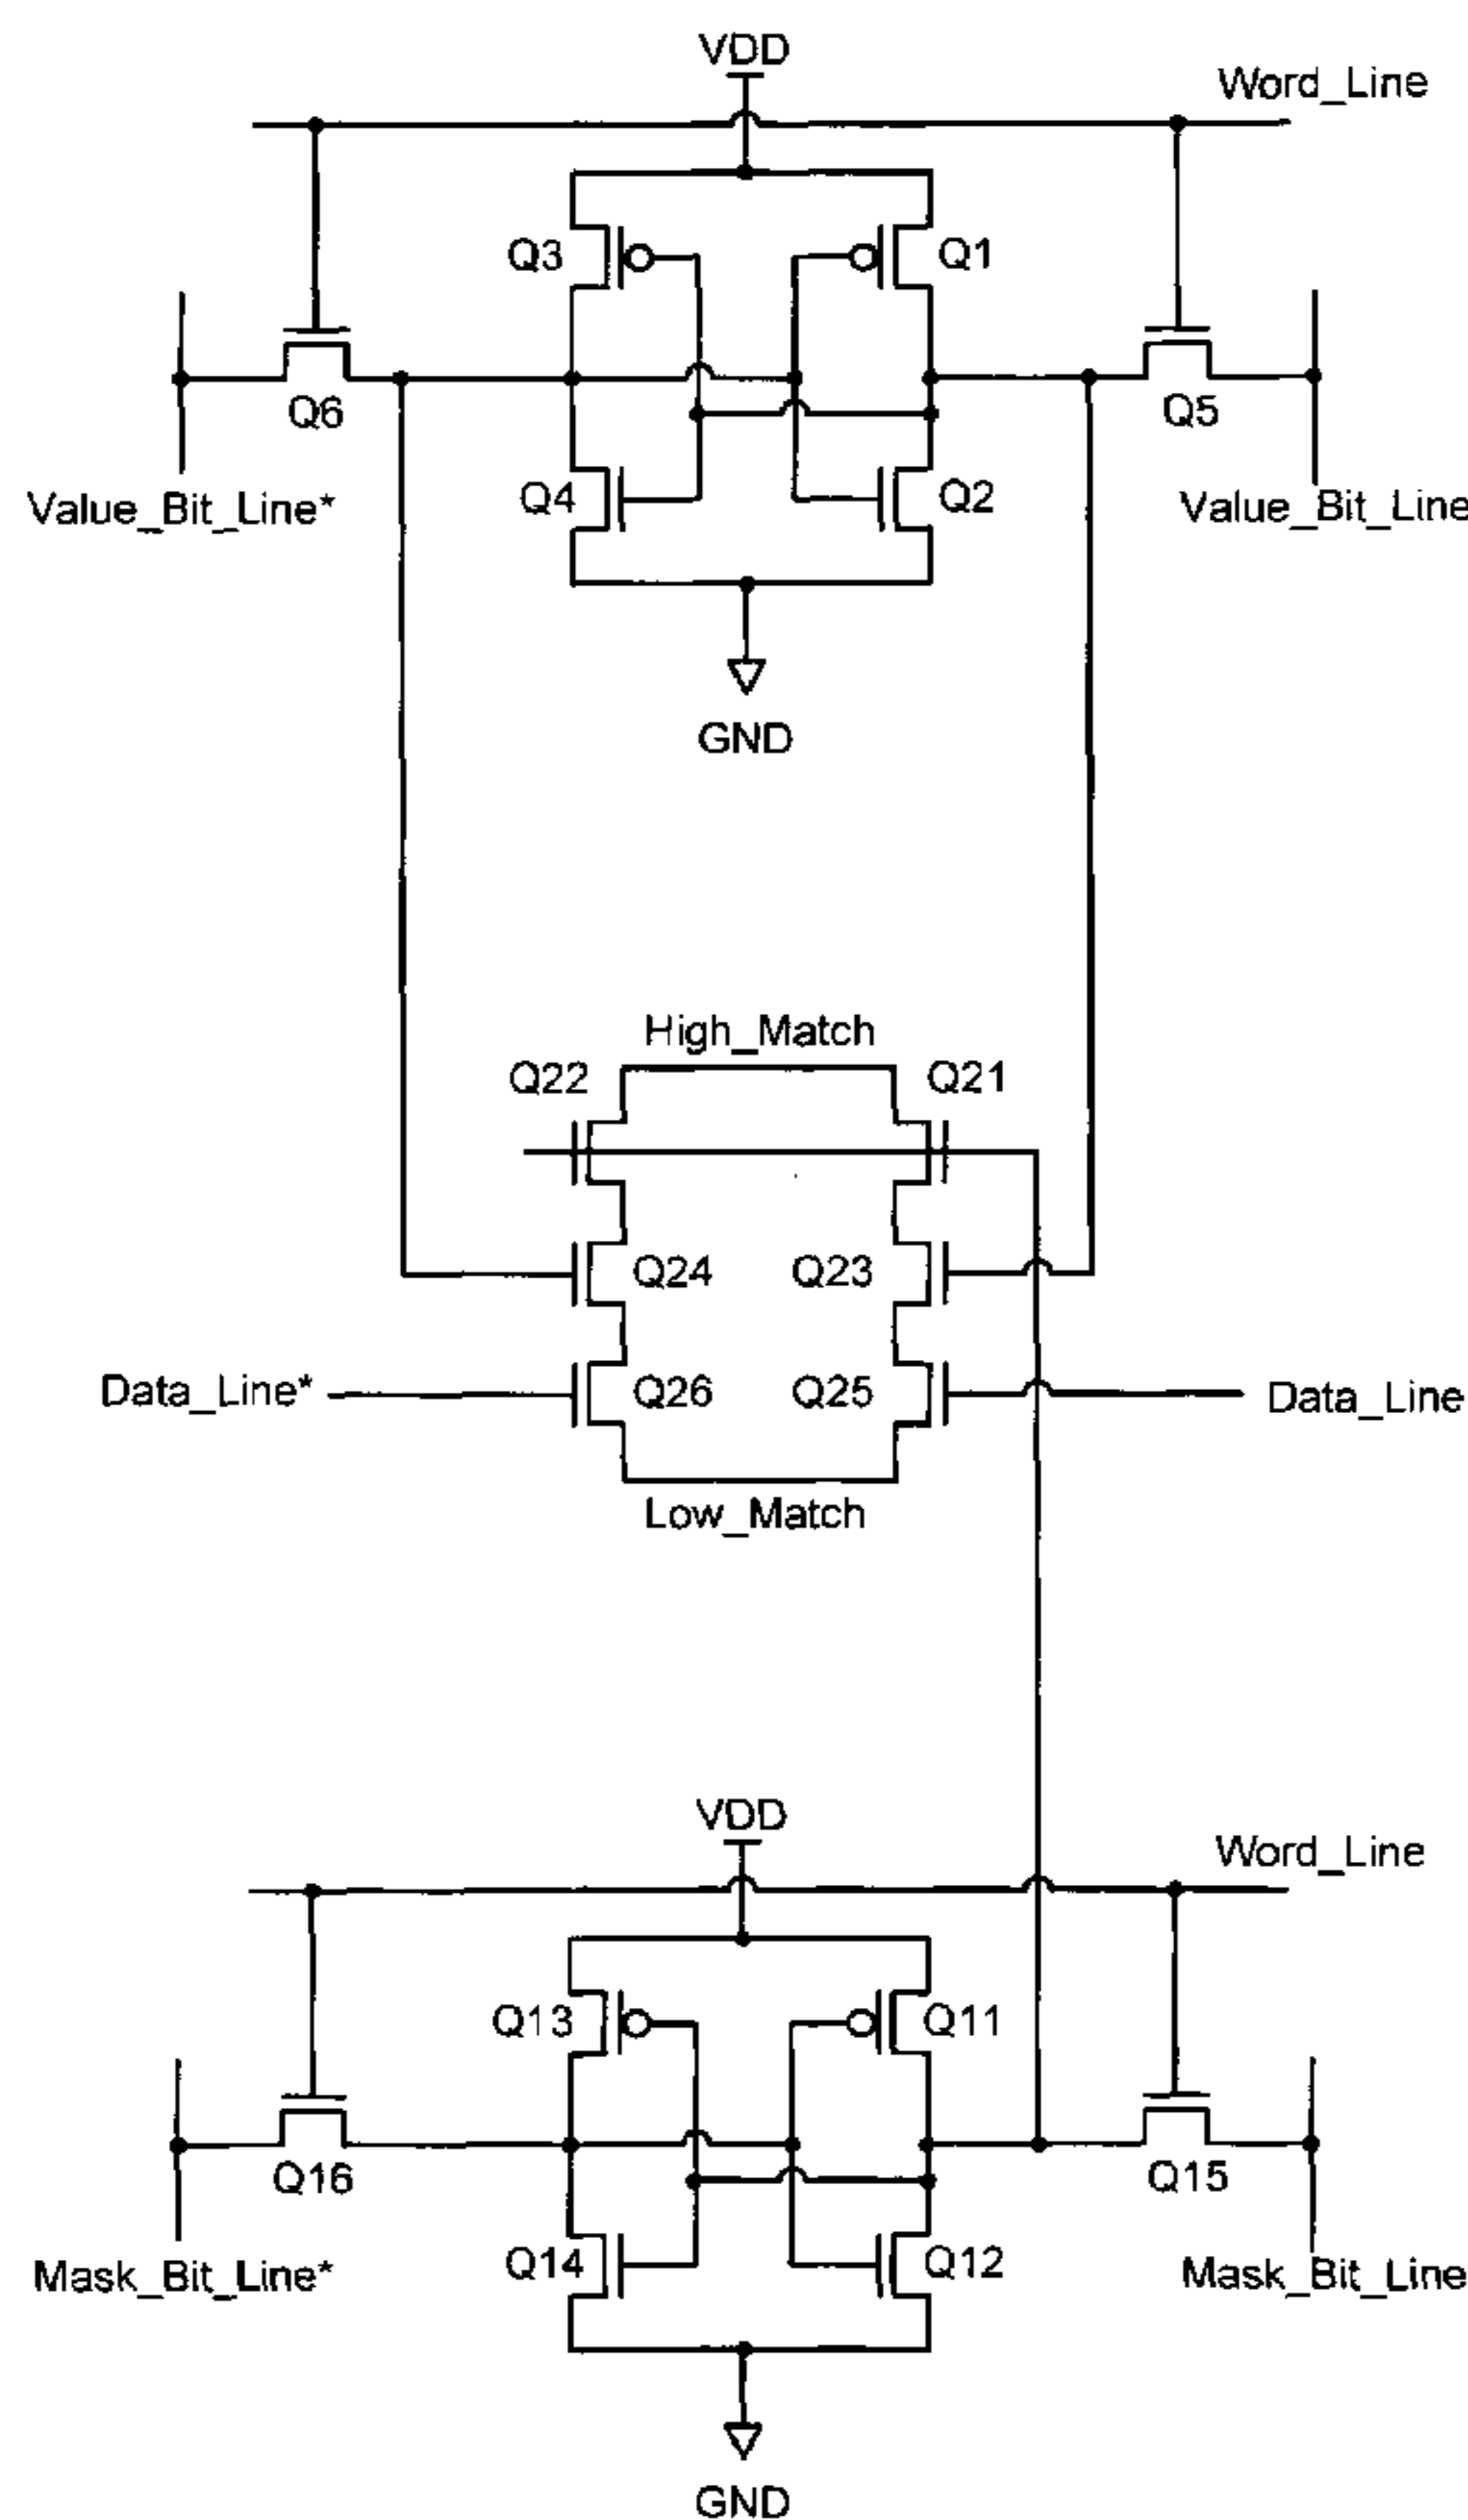 VDD
Word_Line
Q3
Q1
Q6
Q5
Value_Bit_Line*
Q4
Q2
Value_Bit_Line
GND
High_Match
Q22
Q21
Q24
Q23
Data_Line*
Q26
Q25
Data_Line
Low_Match
VDD
Word_Line
Q13
Q11
Q16
Q15
Mask_Bit_Line*
Q14
Q12
Mask_Bit_Line
GND